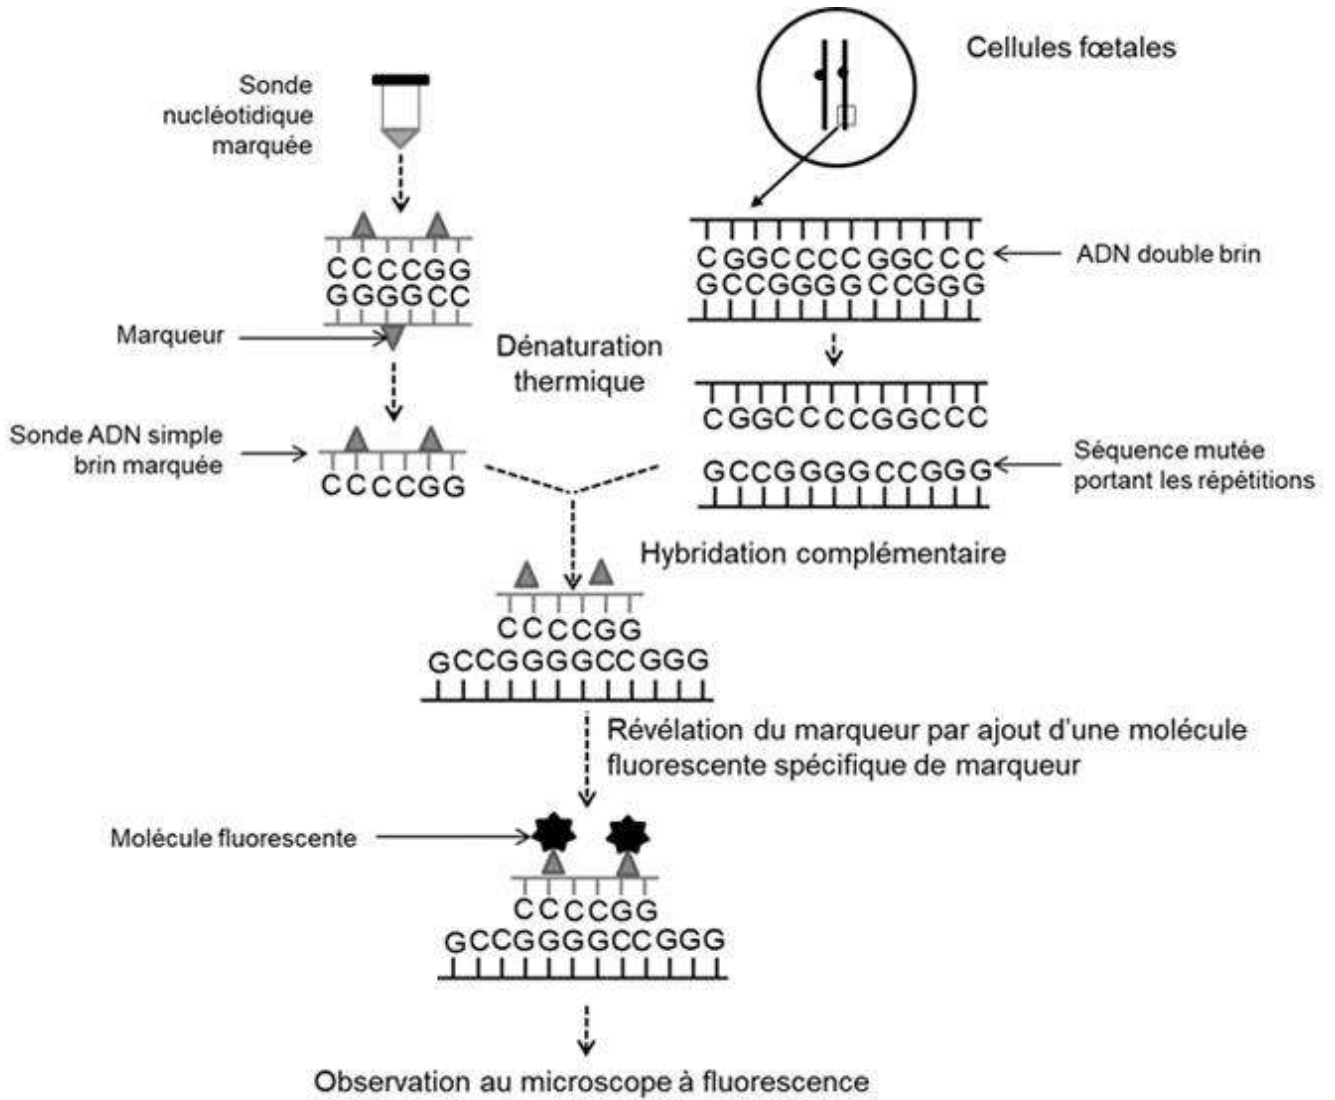 Cellules fœtales
Sonde
nucléotidique
marquée
CGGCCCCGGCCC
GCCGGGGCCGGG
ADN double brin
CCCCGG
GGGGCC
Marqueur
Dénaturation
thermique
CGGCCCCGGCCC
Sonde ADN simple
brin marquée
CCCCGG
GCCGGGGCCGGG
Séquence mutée
portant les répétitions
Hybridation complémentaire
CCCCGG
GCCGGGGCCGGG
Révélation du marqueur par ajout d'une molécule
fluorescente spécifique de marqueur
Molécule fluorescente
CCCCGG
GCCGGGGCCGGG
Observation au microscope à fluorescence